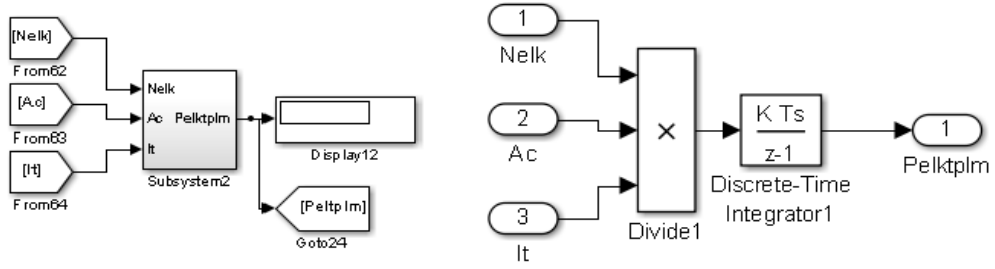 [Nelk]
From62
[Ac]
From63
[It]
From64
Nelk
Ac
It
Pelktplm
Subsystem2
Display12
[Peltplm]
Goto24
1
Nelk
2
Ac
3
It
×
Divide1
K Ts
z-1
Discrete-Time
Integrator1
1
Pelktplm